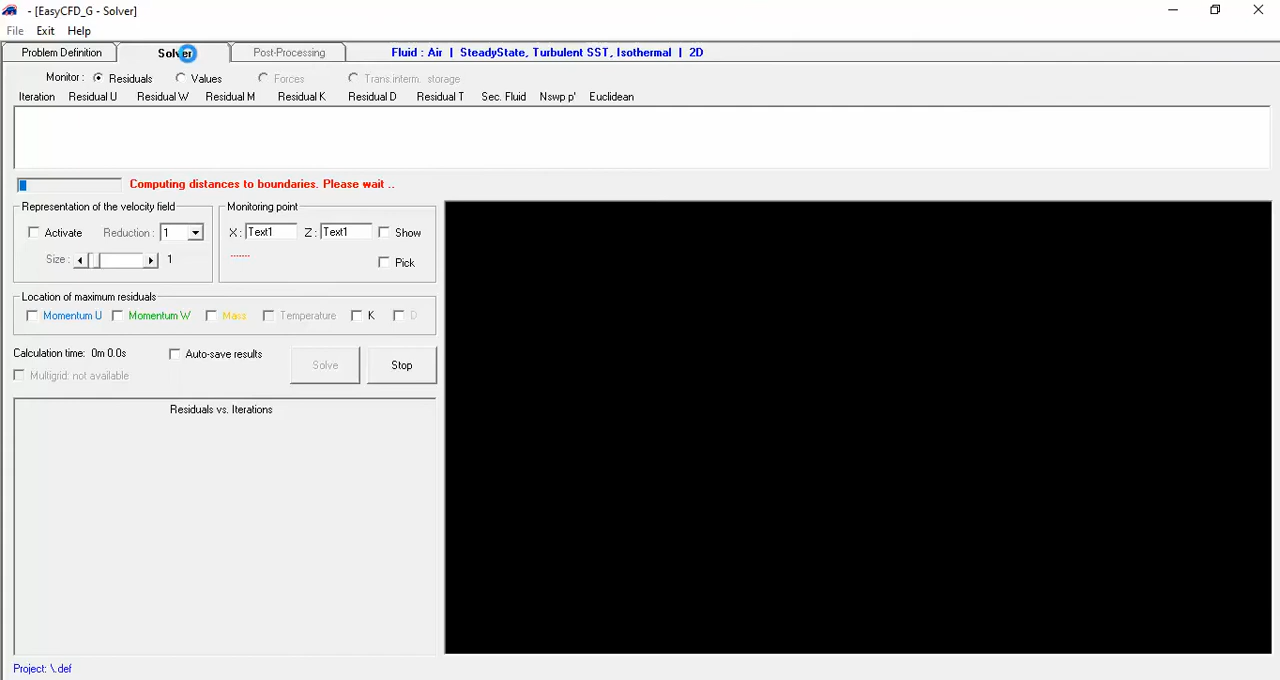 - [EasyCFD_G - Solver]
File Exit Help
Problem Definition Solver Post-Processing Fluid : Air | SteadyState, Turbulent SST, Isothermal | 2D
Monitor : Residuals Values Forces Trans.interm. storage
Iteration Residual U Residual W Residual M Residual K Residual D Residual T Sec. Fluid Nswp p' Euclidean
Computing distances to boundaries. Please wait ..
Representation of the velocity field Monitoring point
Activate Reduction : 1 X : Text1 Z : Text1 Show
Size : 1 ....... Pick
Location of maximum residuals
Momentum U Momentum W Mass Temperature K D
Calculation time: 0m 0.0s Auto-save results Solve Stop
Multigrid: not available
Residuals vs. Iterations
Project: \.def